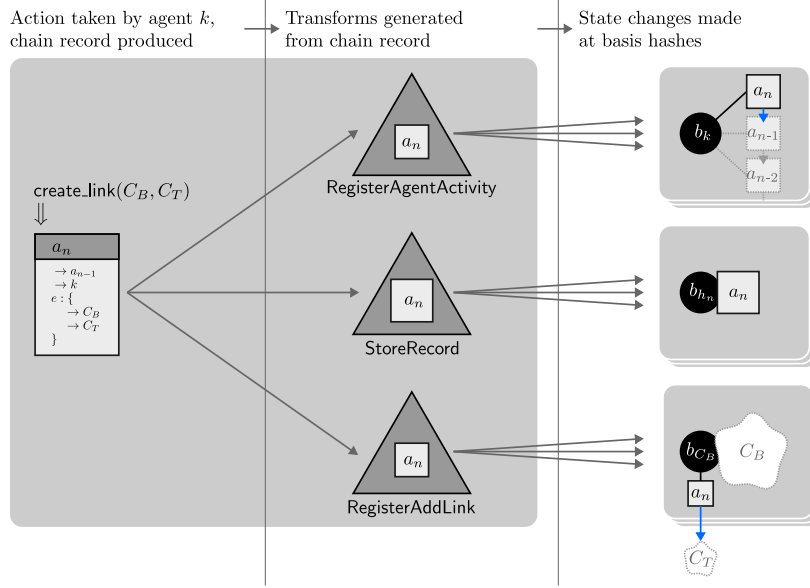 Action taken by agent k,
chain record produced
Transforms generated
from chain record
State changes made
at basis hashes
create_link(C_B, C_T)
⇓
a_n
→ a_{n−1}
→ k
e : {
→ C_B
→ C_T
}
a_n
RegisterAgentActivity
a_n
StoreRecord
a_n
RegisterAddLink
b_k
a_n
a_{n-1}
a_{n-2}
b_{h_n}
a_n
b_{C_B}
C_B
a_n
C_T